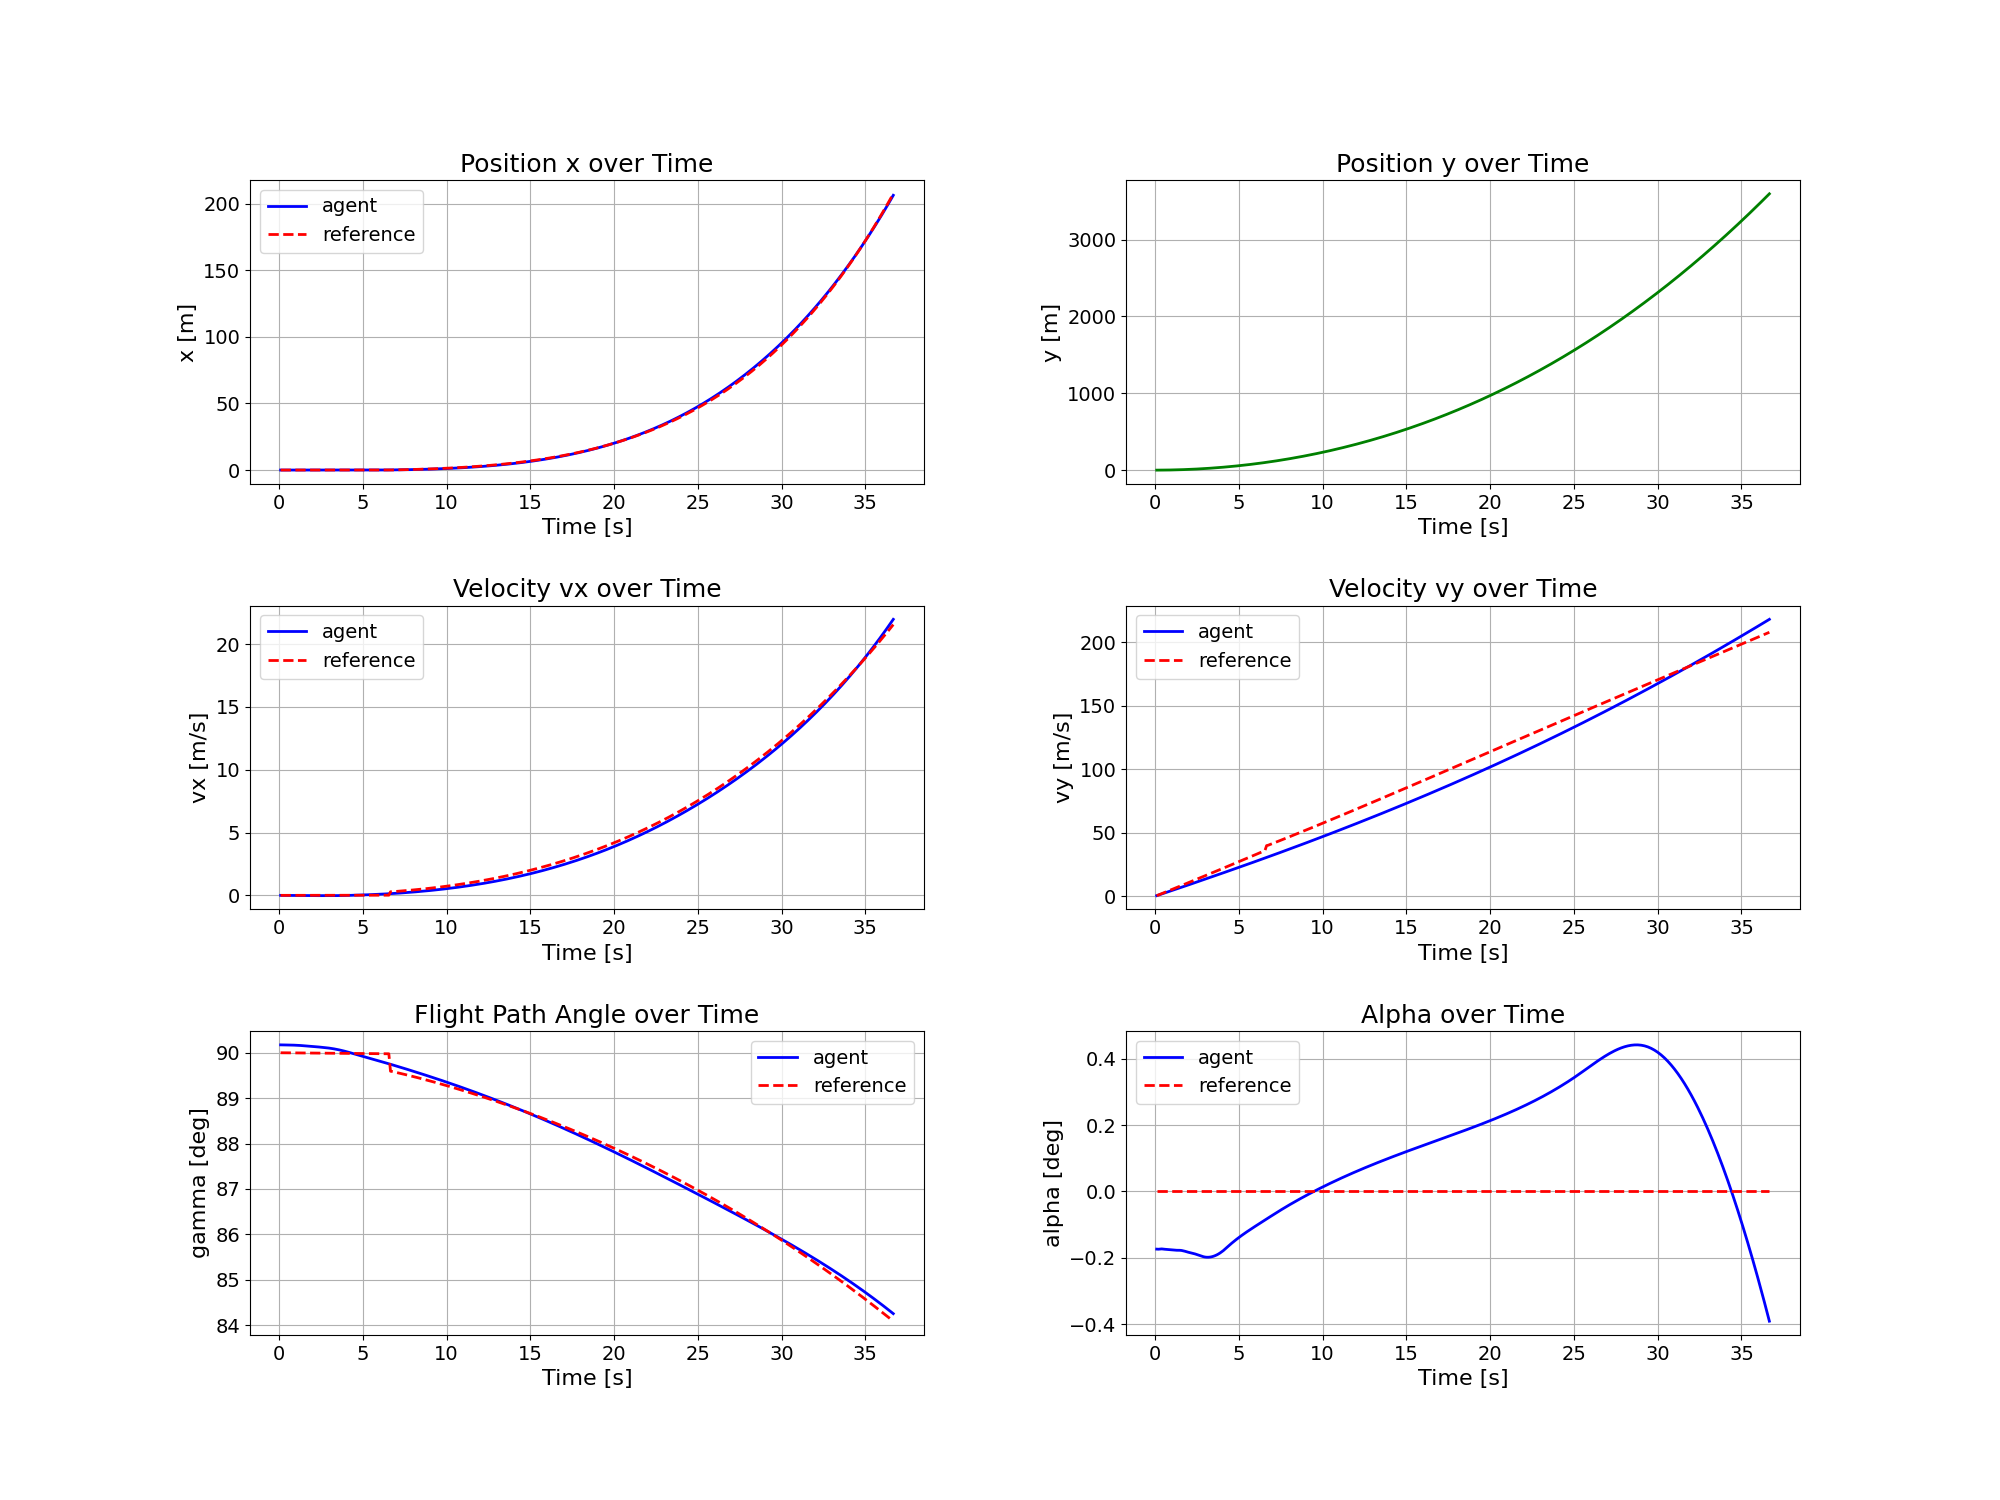 Position x over Time
x [m]
200
150
100
50
0
agent
reference
0 5 10 15 20 25 30 35
Time [s]
Position y over Time
y [m]
3000
2000
1000
0
0 5 10 15 20 25 30 35
Time [s]
Velocity vx over Time
vx [m/s]
20
15
10
5
0
agent
reference
0 5 10 15 20 25 30 35
Time [s]
Velocity vy over Time
vy [m/s]
200
150
100
50
0
agent
reference
0 5 10 15 20 25 30 35
Time [s]
Flight Path Angle over Time
gamma [deg]
90
89
88
87
86
85
84
agent
reference
0 5 10 15 20 25 30 35
Time [s]
Alpha over Time
alpha [deg]
0.4
0.2
0.0
−0.2
−0.4
agent
reference
0 5 10 15 20 25 30 35
Time [s]